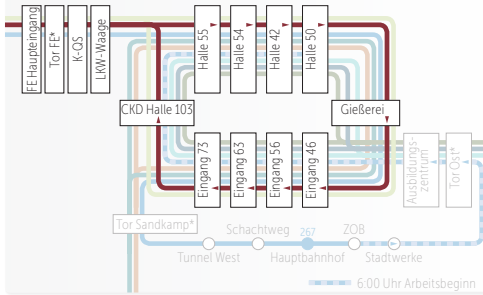 FE Haupteingang
Tor FE*
K-QS
LKW-Waage
Halle 55
Halle 54
Halle 42
Halle 50
CKD Halle 103
Gießerei
Eingang 73
Eingang 63
Eingang 56
Eingang 46
Ausbildungs-
zentrum
Tor Ost*
Tor Sandkamp*
Schachtweg
267
ZOB
Tunnel West
Hauptbahnhof
Stadtwerke
6:00 Uhr Arbeitsbeginn